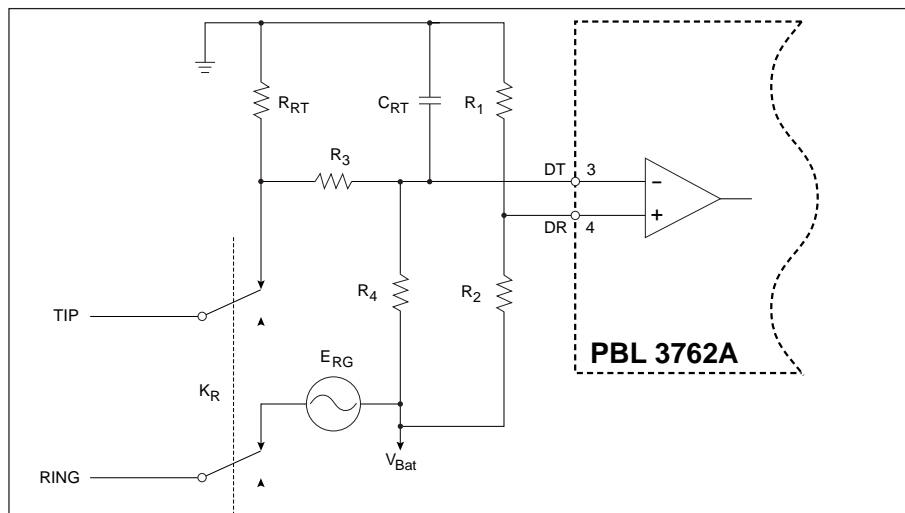 R_RT
C_RT
R_1
R_3
DT 3
–
DR 4
+
R_4
R_2
TIP
PBL 3762A
E_RG
K_R
V_Bat
RING